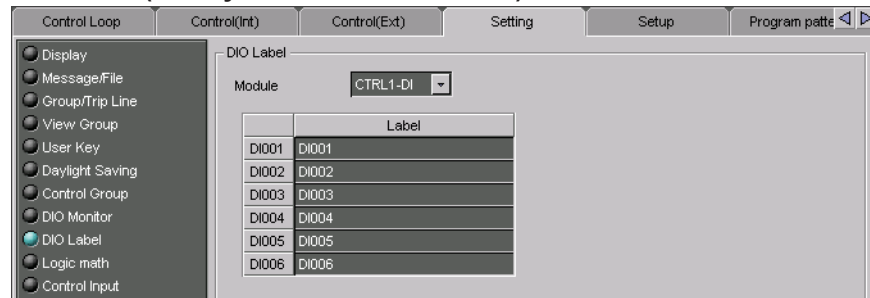 Control Loop Control(Int) Control(Ext) Setting Setup Program patte
Display
Message/File
Group/Trip Line
View Group
User Key
Daylight Saving
Control Group
DIO Monitor
DIO Label
Logic math
Control Input
DIO Label
Module CTRL1-DI
Label
DI001 DI001
DI002 DI002
DI003 DI003
DI004 DI004
DI005 DI005
DI006 DI006